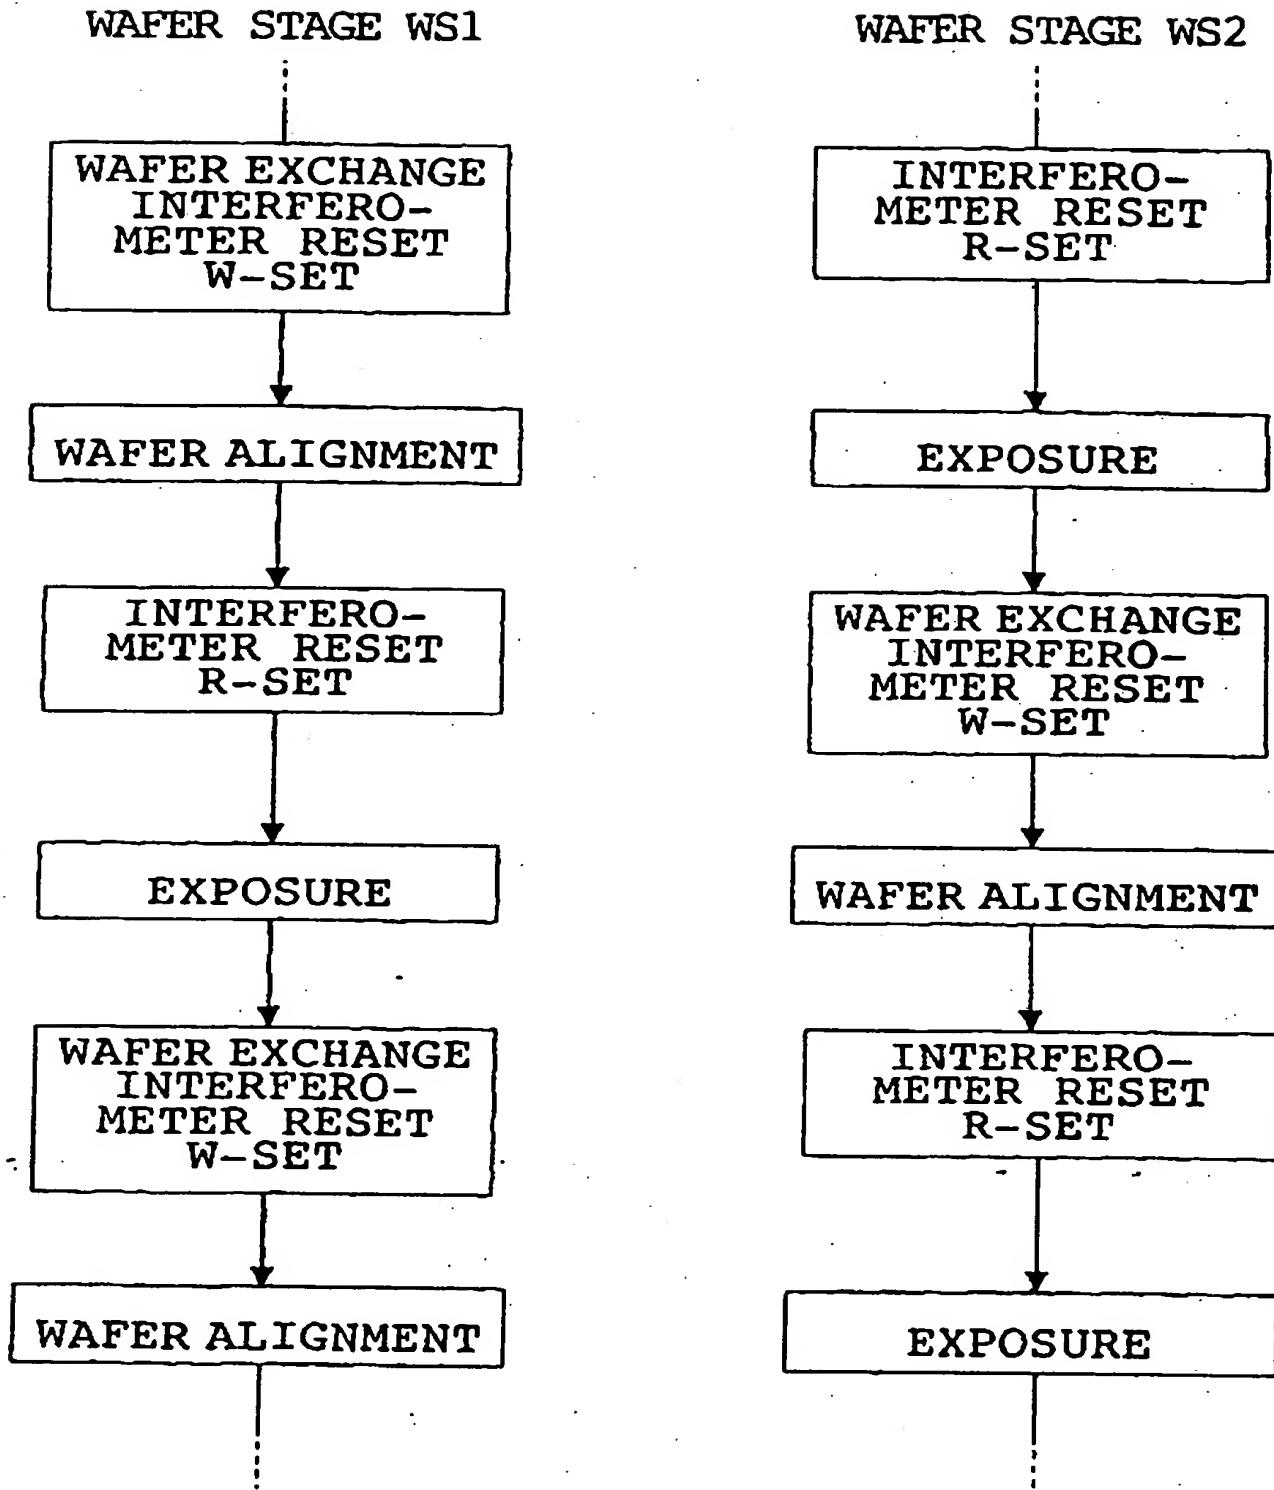 WAFER STAGE WS1
WAFER EXCHANGE
INTERFERO-
METER RESET
W-SET
WAFER ALIGNMENT
INTERFERO-
METER RESET
R-SET
EXPOSURE
WAFER EXCHANGE
INTERFERO-
METER RESET
W-SET
WAFER ALIGNMENT
WAFER STAGE WS2
INTERFERO-
METER RESET
R-SET
EXPOSURE
WAFER EXCHANGE
INTERFERO-
METER RESET
W-SET
WAFER ALIGNMENT
INTERFERO-
METER RESET
R-SET
EXPOSURE